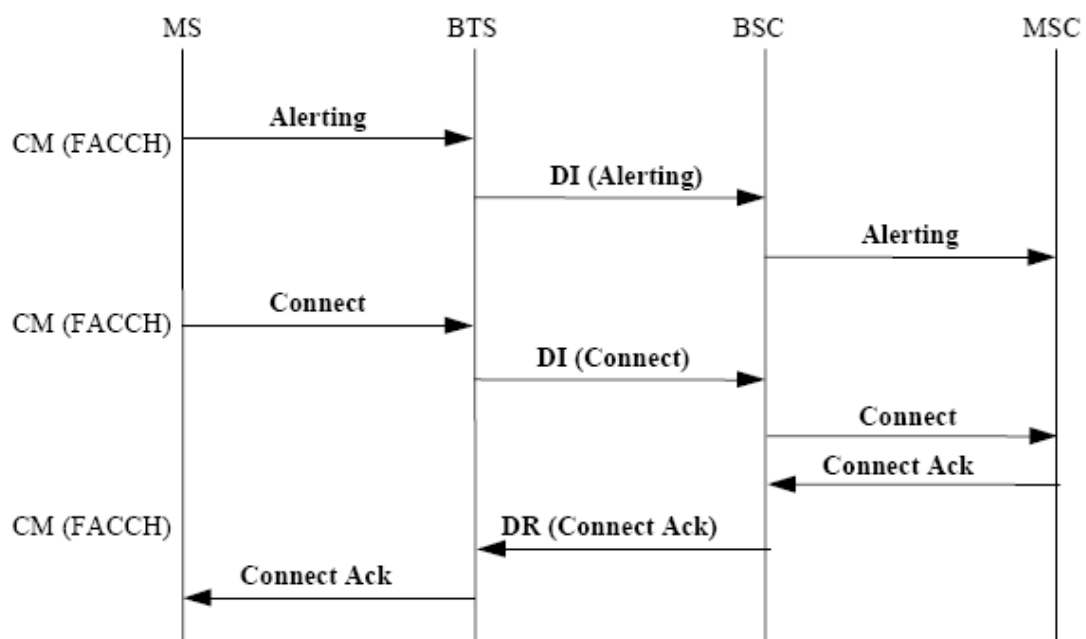 MS BTS BSC MSC
Alerting
CM (FACCH)
DI (Alerting)
Alerting
Connect
CM (FACCH)
DI (Connect)
Connect
Connect Ack
CM (FACCH)
DR (Connect Ack)
Connect Ack